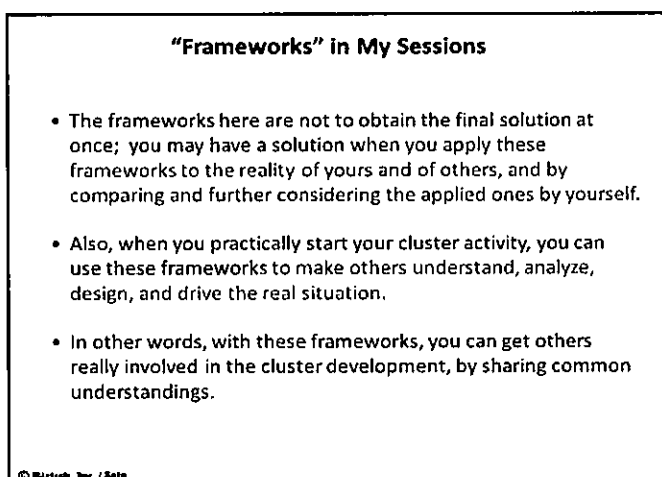 "Frameworks" in My Sessions
• The frameworks here are not to obtain the final solution at
once; you may have a solution when you apply these
frameworks to the reality of yours and of others, and by
comparing and further considering the applied ones by yourself.
• Also, when you practically start your cluster activity, you can
use these frameworks to make others understand, analyze,
design, and drive the real situation.
• In other words, with these frameworks, you can get others
really involved in the cluster development, by sharing common
understandings.
©